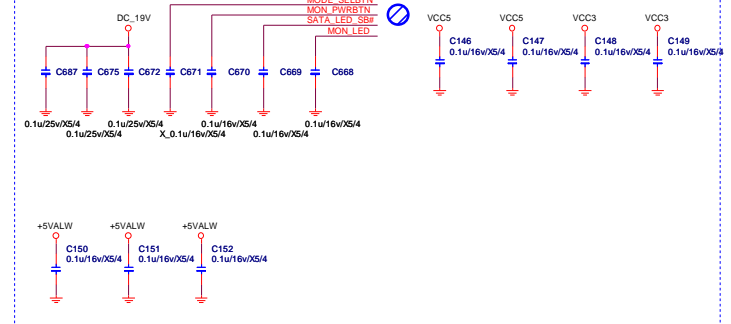 MODE_SELBTN
MON_PWRBTN
SATA_LED_SB#
MON_LED
DC_19V
C687
C675
C672
C671
C670
C669
C668
0.1u/25v/X5/4
0.1u/25v/X5/4
0.1u/25v/X5/4
X_0.1u/16v/X5/4
0.1u/16v/X5/4
0.1u/16v/X5/4
0.1u/16v/X5/4
VCC5
VCC5
VCC3
VCC3
C146
0.1u/16v/X5/4
C147
0.1u/16v/X5/4
C148
0.1u/16v/X5/4
C149
0.1u/16v/X5/4
+5VALW
+5VALW
+5VALW
C150
0.1u/16v/X5/4
C151
0.1u/16v/X5/4
C152
0.1u/16v/X5/4